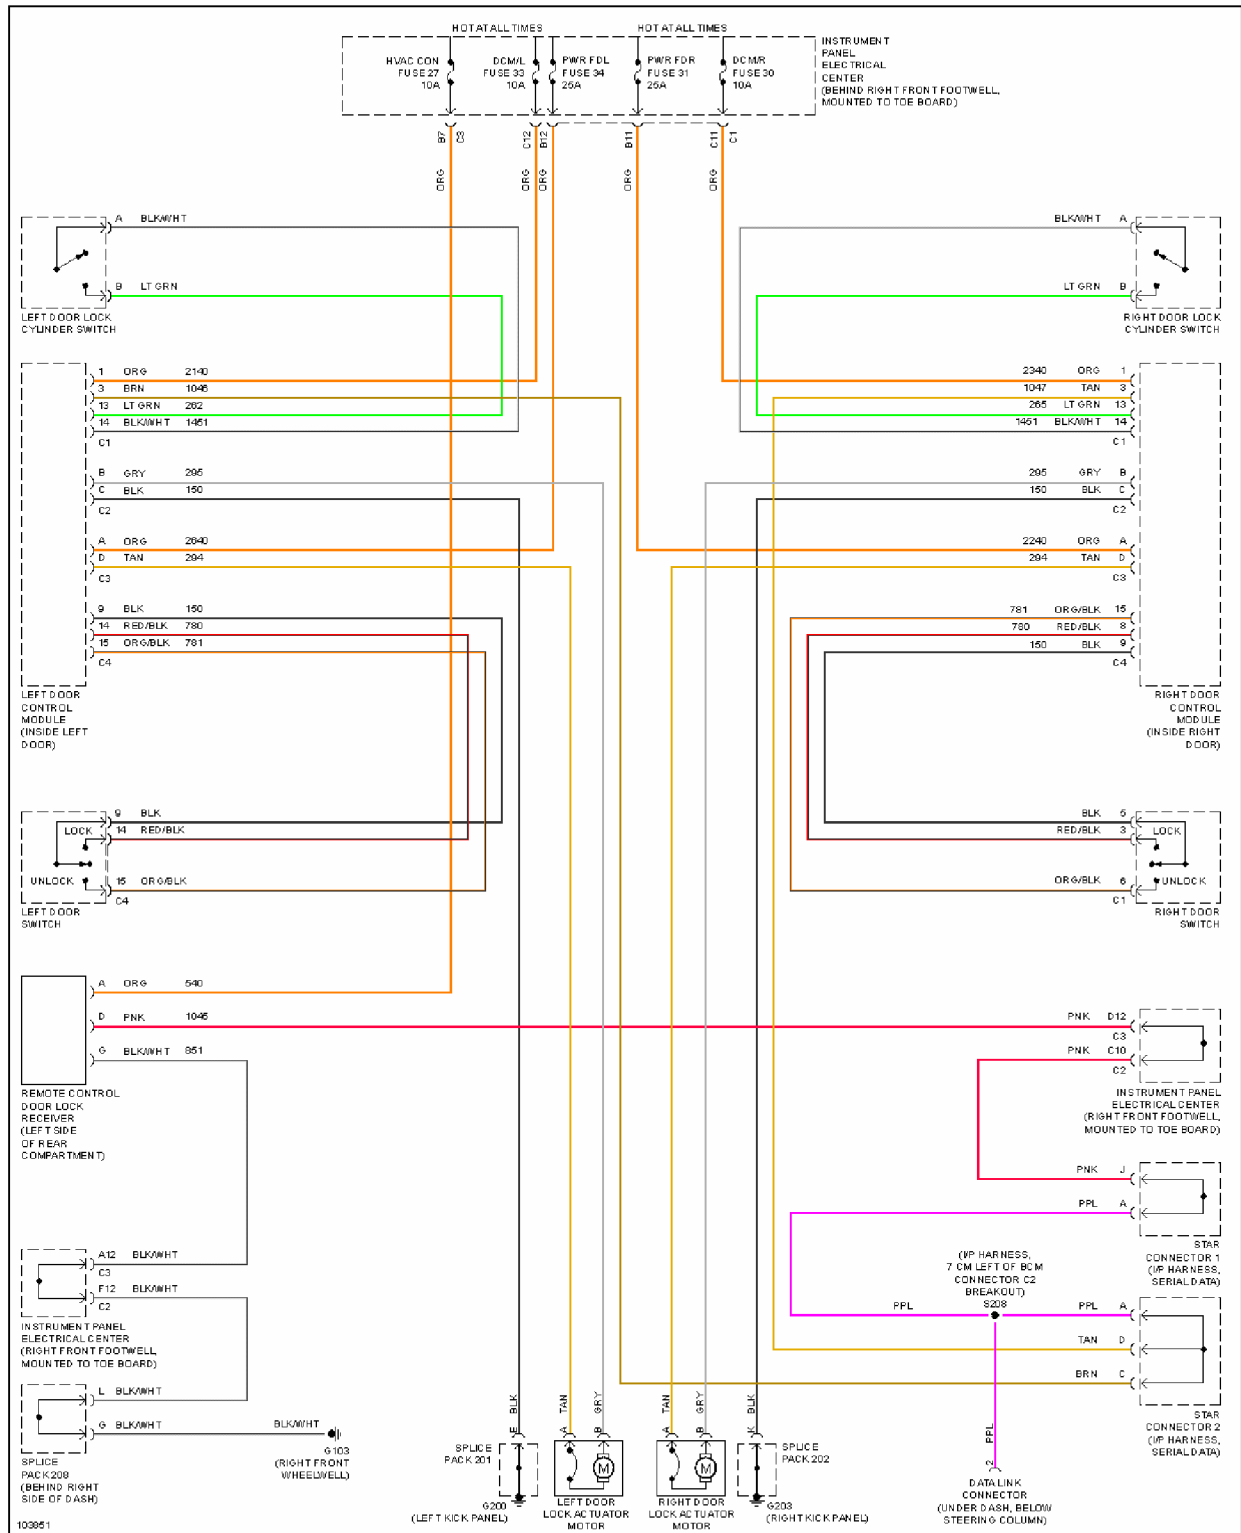 HOT AT ALL TIMES
HOT AT ALL TIMES
HVAC CON
FUSE 27
10A
DCM/L
FUSE 33
10A
PWR FDL
FUSE 34
25A
PWR FDR
FUSE 31
25A
DCM/R
FUSE 30
10A
INSTRUMENT
PANEL
ELECTRICAL
CENTER
(BEHIND RIGHT FRONT FOOTWELL,
MOUNTED TO TOE BOARD)
B7
C3
C12
B12
B11
C11
C1
ORG
ORG
ORG
ORG
ORG
A BLK/WHT
B LT GRN
LEFT DOOR LOCK
CYLINDER SWITCH
BLK/WHT A
LT GRN B
RIGHT DOOR LOCK
CYLINDER SWITCH
1 ORG 2140
3 BRN 1046
13 LT GRN 262
14 BLK/WHT 1451
C1
B GRY 295
C BLK 150
C2
A ORG 2640
D TAN 294
C3
9 BLK 150
14 RED/BLK 780
15 ORG/BLK 781
C4
LEFT DOOR
CONTROL
MODULE
(INSIDE LEFT
DOOR)
2340 ORG 1
1047 TAN 3
265 LT GRN 13
1451 BLK/WHT 14
C1
295 GRY B
150 BLK C
C2
2240 ORG A
294 TAN D
C3
781 ORG/BLK 15
780 RED/BLK 8
150 BLK 9
C4
RIGHT DOOR
CONTROL
MODULE
(INSIDE RIGHT
DOOR)
9 BLK
LOCK 14 RED/BLK
UNLOCK 15 ORG/BLK
C4
LEFT DOOR
SWITCH
BLK 5
RED/BLK 3 LOCK
ORG/BLK 6 UNLOCK
C1
RIGHT DOOR
SWITCH
A ORG 540
D PNK 1045
G BLK/WHT 851
REMOTE CONTROL
DOOR LOCK
RECEIVER
(LEFT SIDE
OF REAR
COMPARTMENT)
PNK D12
C3
PNK C10
C2
INSTRUMENT PANEL
ELECTRICAL CENTER
(RIGHT FRONT FOOTWELL,
MOUNTED TO TOE BOARD)
PNK J
PPL A
STAR
CONNECTOR 1
(I/P HARNESS,
SERIAL DATA)
(I/P HARNESS,
7 CM LEFT OF BCM
CONNECTOR C2
BREAKOUT)
S208
PPL
PPL A
TAN D
BRN C
STAR
CONNECTOR 2
(I/P HARNESS,
SERIAL DATA)
A12 BLK/WHT
C3
F12 BLK/WHT
C2
INSTRUMENT PANEL
ELECTRICAL CENTER
(RIGHT FRONT FOOTWELL,
MOUNTED TO TOE BOARD)
L BLK/WHT
G BLK/WHT
BLK/WHT
G103
(RIGHT FRONT
WHEELWELL)
SPLICE
PACK 208
(BEHIND RIGHT
SIDE OF DASH)
E BLK
A TAN
B GRY
A TAN
B GRY
K BLK
SPLICE
PACK 201
G200
(LEFT KICK PANEL)
M
LEFT DOOR
LOCK ACTUATOR
MOTOR
M
RIGHT DOOR
LOCK ACTUATOR
MOTOR
SPLICE
PACK 202
G203
(RIGHT KICK PANEL)
2 PPL
DATA LINK
CONNECTOR
(UNDER DASH, BELOW
STEERING COLUMN)
103851